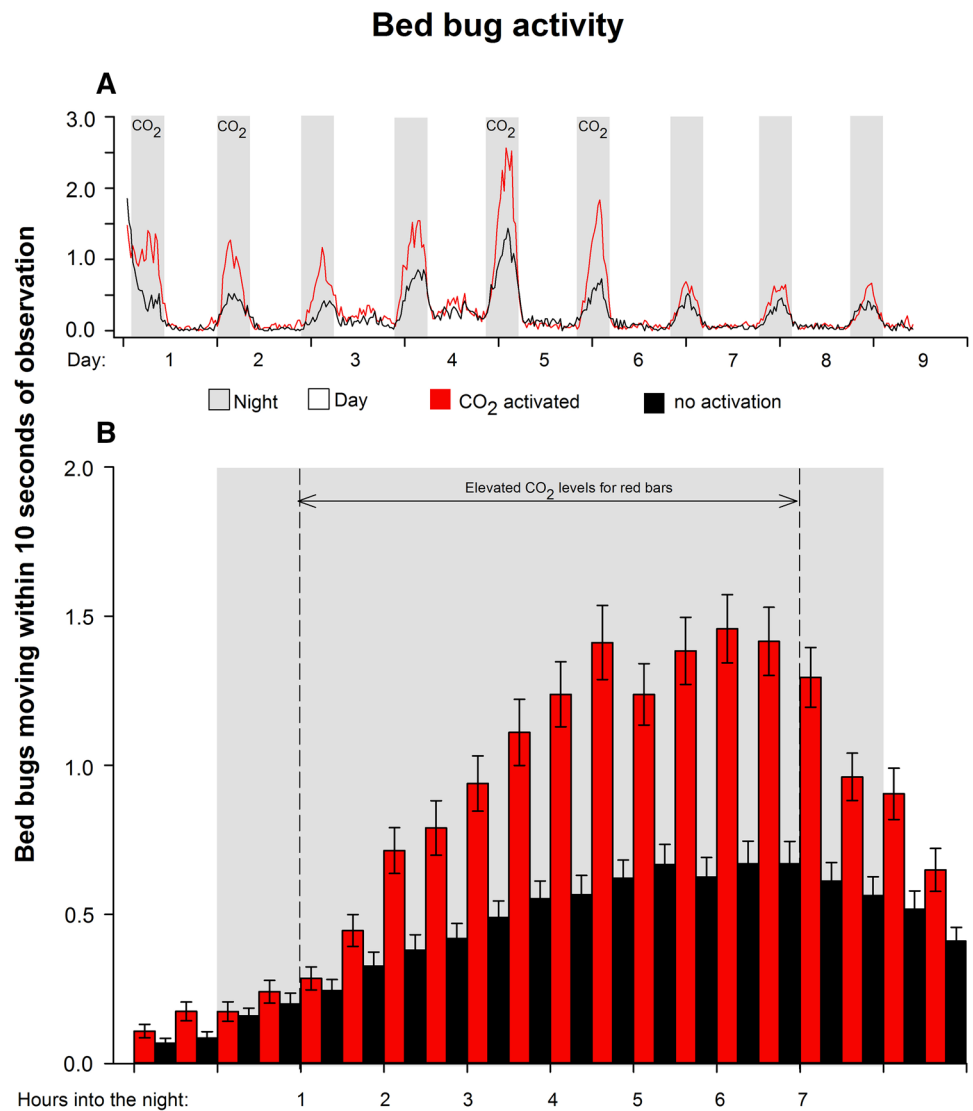 Bed bug activity
A
Bed bugs moving within 10 seconds of observation
3.0
2.0
1.0
0.0
CO2
CO2
CO2
CO2
Day: 1 2 3 4 5 6 7 8 9
Night
Day
CO2 activated
no activation
B
2.0
1.5
1.0
0.5
0.0
Elevated CO2 levels for red bars
Hours into the night: 1 2 3 4 5 6 7